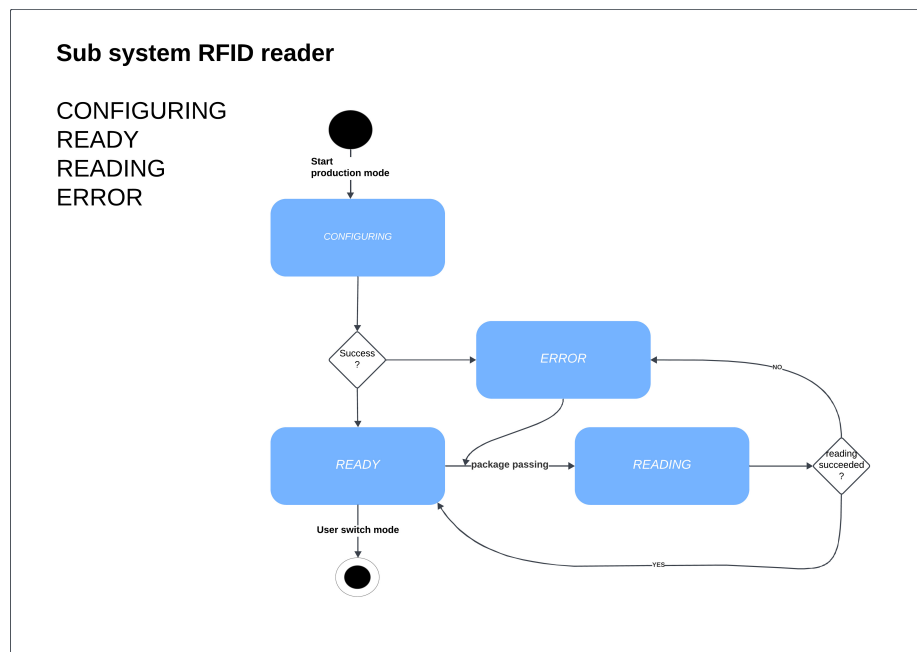 Sub system RFID reader
CONFIGURING
READY
READING
ERROR
Start
production mode
CONFIGURING
Success
?
ERROR
NO
READY
package passing
READING
reading
succeeded
?
User switch mode
YES